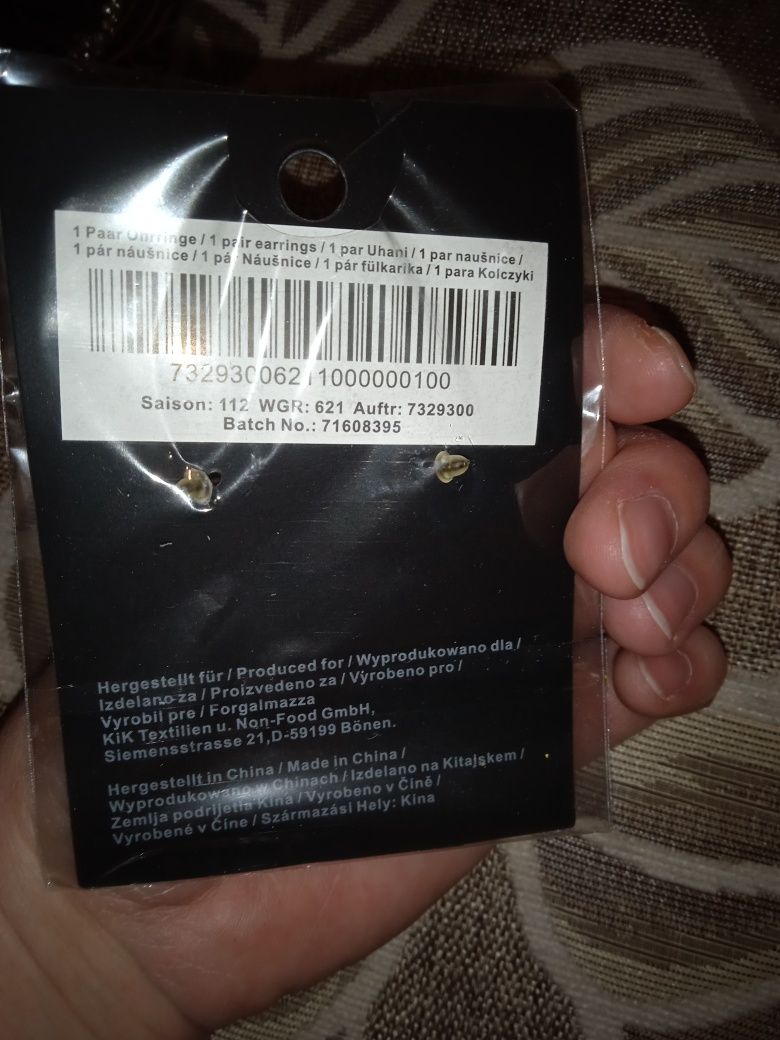 1 Paar Ohrringe / 1 pair earrings / 1 par Uhani / 1 par naušnice /
1 pár náušnice / 1 pár Náušnice / 1 pár fülkarika / 1 para Kolczyki
73293006211000000100
Saison: 112 WGR: 621 Auftr: 7329300
Batch No.: 71608395
Hergestellt für / Produced for / Wyprodukowano dla /
Izdelano za / Proizvedeno za / Výrobeno pro /
Vyrobil pre / Forgalmazza
KiK Textilien u. Non-Food GmbH,
Siemensstrasse 21,D-59199 Bönen.
Hergestellt in China / Made in China /
Wyprodukowano w Chinach / Izdelano na Kitajskem /
Zemlja podrijetla Kina / Vyrobeno v Číně /
Vyrobené v Číne / Származási Hely: Kína